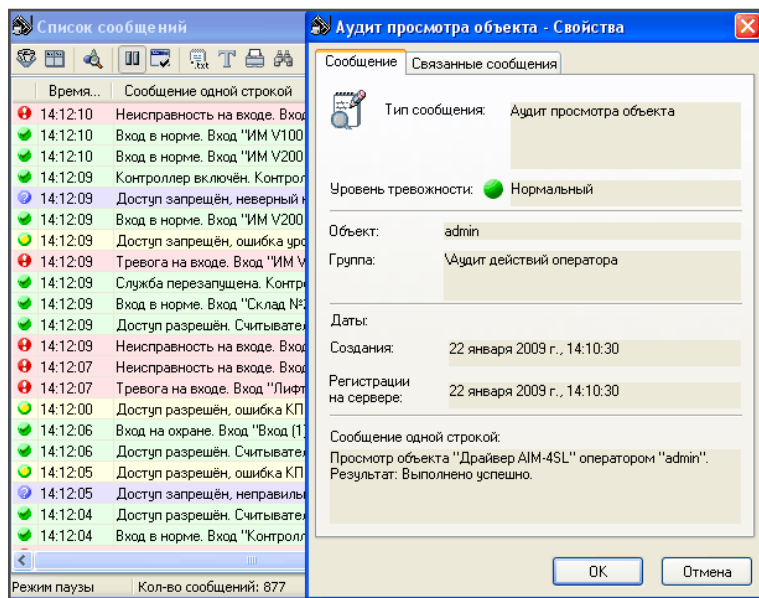 Список сообщений
Время... Сообщение одной строкой
14:12:10 Неисправность на входе. Вход
14:12:10 Вход в норме. Вход "ИМ V100
14:12:10 Вход в норме. Вход "ИМ V200
14:12:09 Контроллер включён. Контрол
14:12:09 Доступ запрещён, неверный
14:12:09 Вход в норме. Вход "ИМ V200
14:12:09 Доступ запрещён, ошибка уро
14:12:09 Тревога на входе. Вход "ИМ V
14:12:09 Служба перезапущена. Контр
14:12:09 Вход в норме. Вход "Склад №
14:12:09 Доступ разрешён. Считывател
14:12:09 Неисправность на входе. Вход
14:12:07 Неисправность на входе. Вход
14:12:07 Тревога на входе. Вход "Лифт
14:12:00 Доступ разрешён, ошибка КП
14:12:06 Вход на охране. Вход "Вход (1)
14:12:06 Доступ разрешён. Считывател
14:12:05 Доступ разрешён, ошибка КП
14:12:05 Доступ запрещён, неправиль
14:12:04 Доступ разрешён. Считывател
14:12:04 Вход в норме. Вход "Контролл
Режим паузы Кол-во сообщений: 877
Аудит просмотра объекта - Свойства
Сообщение Связанные сообщения
Тип сообщения: Аудит просмотра объекта
Уровень тревожности: Нормальный
Объект: admin
Группа: \Аудит действий оператора
Даты:
Создания: 22 января 2009 г., 14:10:30
Регистрации
на сервере: 22 января 2009 г., 14:10:30
Сообщение одной строкой:
Просмотр объекта "Драйвер AIM-4SL" оператором "admin".
Результат: Выполнено успешно.
OK Отмена